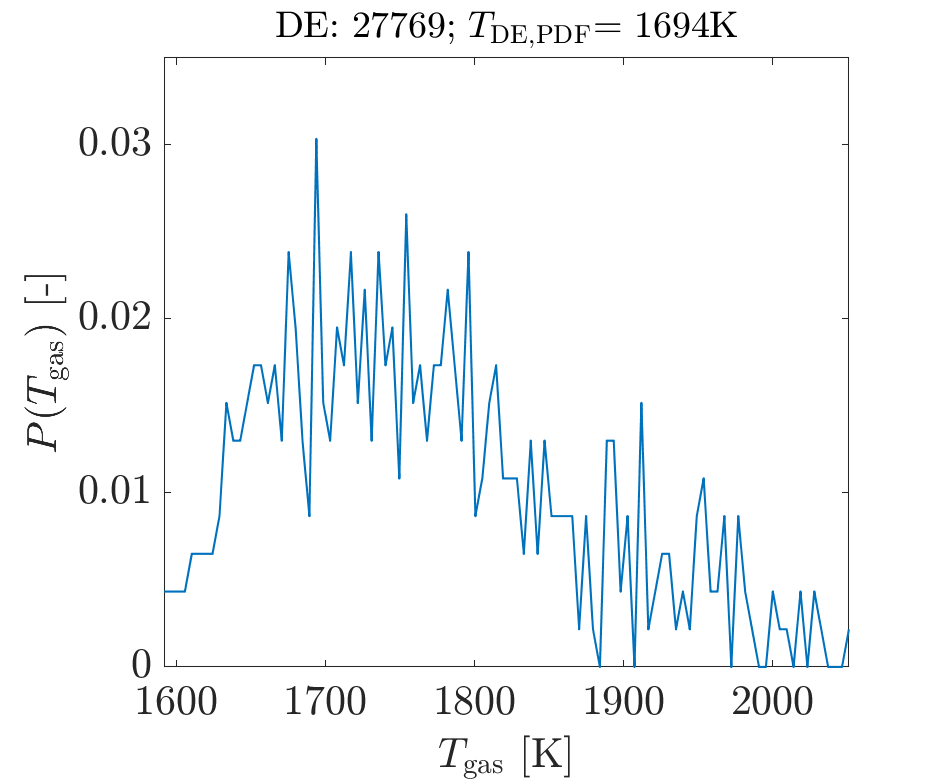 DE: 27769; T_DE,PDF= 1694K
0.03
0.02
0.01
0
P(T_gas) [-]
1600 1700 1800 1900 2000
T_gas [K]